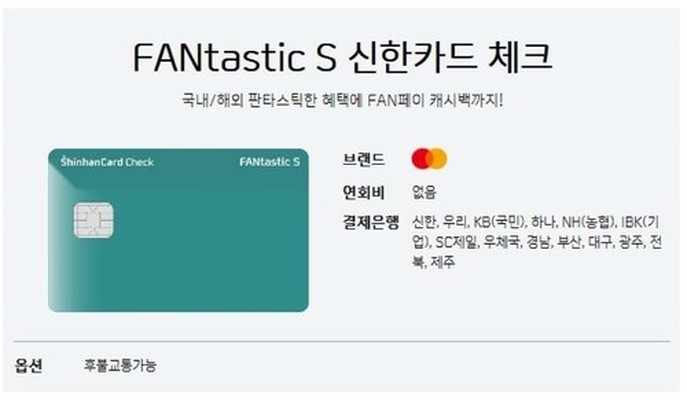 FANtastic S 신한카드 체크
국내/해외 판타스틱한 혜택에 FAN페이 캐시백까지!
ShinhanCard Check FANtastic S
브랜드
연회비 없음
결제은행 신한, 우리, KB(국민), 하나, NH(농협), IBK(기
업), SC제일, 우체국, 경남, 부산, 대구, 광주, 전
북, 제주
옵션 후불교통가능